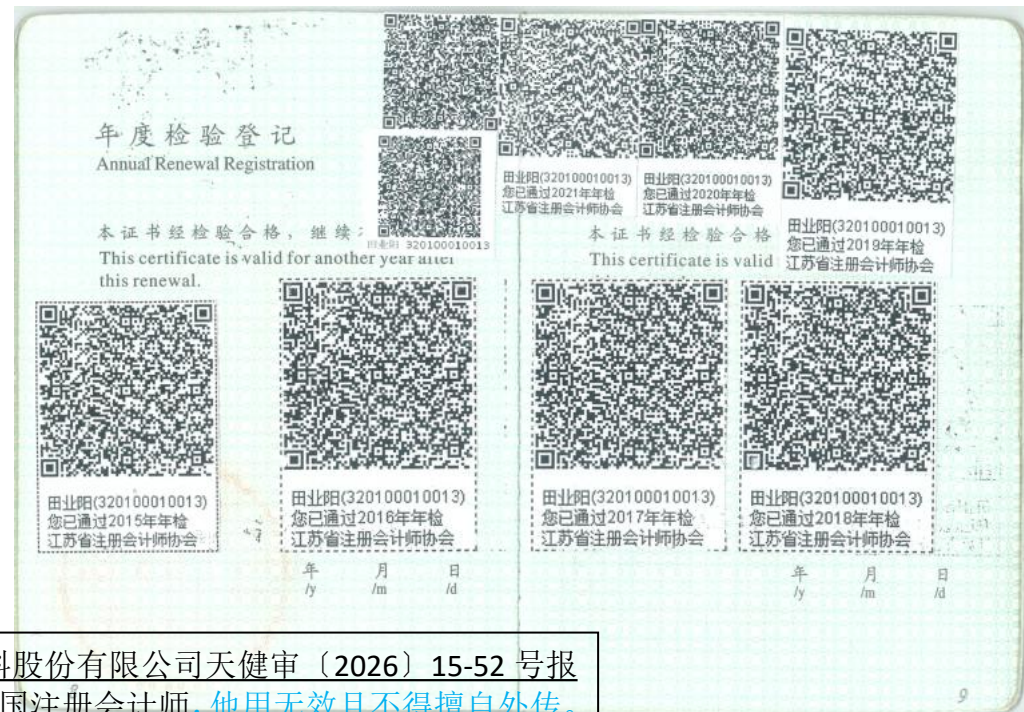 年度检验登记
Annual Renewal Registration
本证书经检验合格，继续
This certificate is valid for another year after
this renewal.
田业阳 320100010013
田业阳(320100010013)
您已通过2021年年检
江苏省注册会计师协会
田业阳(320100010013)
您已通过2020年年检
江苏省注册会计师协会
田业阳(320100010013)
您已通过2019年年检
江苏省注册会计师协会
本证书经检验合格
This certificate is valid
田业阳(320100010013)
您已通过2015年年检
江苏省注册会计师协会
田业阳(320100010013)
您已通过2016年年检
江苏省注册会计师协会
田业阳(320100010013)
您已通过2017年年检
江苏省注册会计师协会
田业阳(320100010013)
您已通过2018年年检
江苏省注册会计师协会
年 月 日
/y /m /d
年 月 日
/y /m /d
料股份有限公司天健审〔2026〕15-52 号报
国注册会计师，他用无效且不得擅自外传。
9